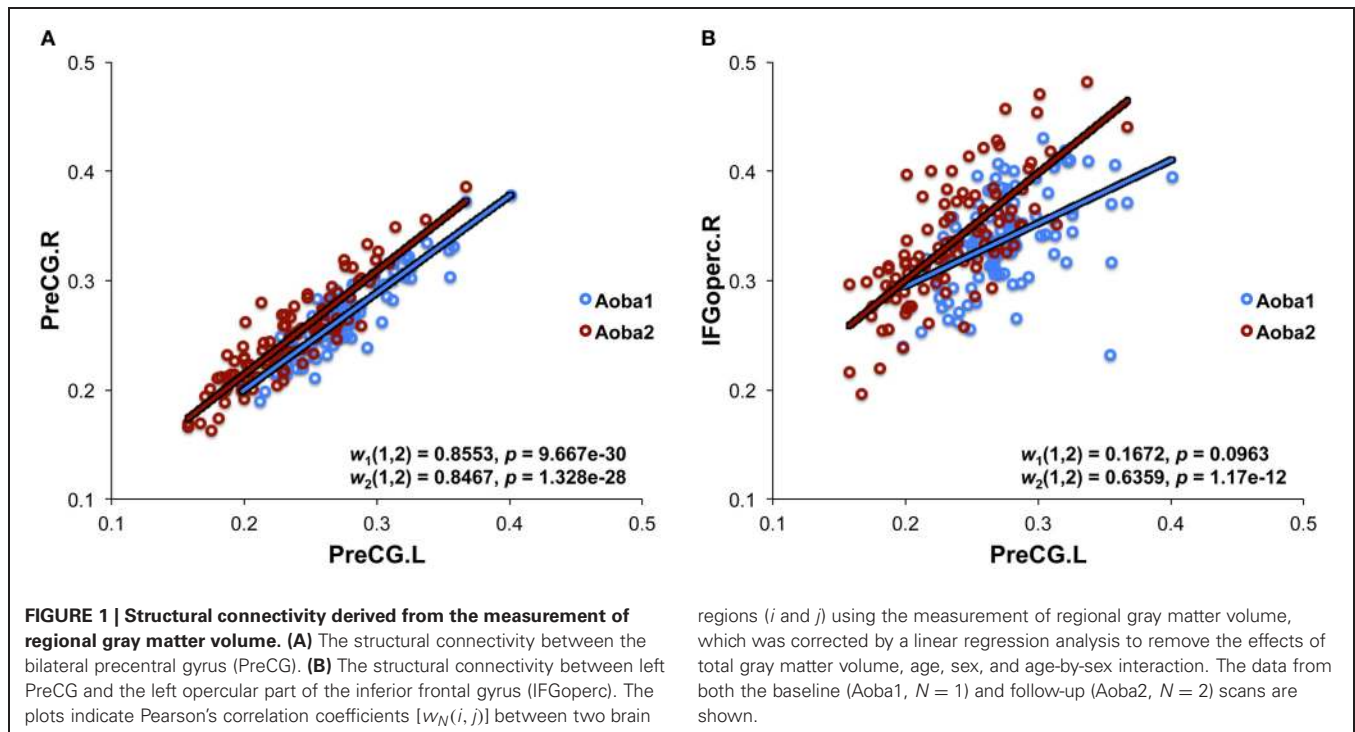 A
0.5
0.4
0.3
0.2
0.1
0.1 0.2 0.3 0.4 0.5
PreCG.R
PreCG.L
Aoba1
Aoba2
w₁(1,2) = 0.8553, p = 9.667e-30
w₂(1,2) = 0.8467, p = 1.328e-28
B
0.5
0.4
0.3
0.2
0.1
0.1 0.2 0.3 0.4 0.5
IFGoperc.R
PreCG.L
Aoba1
Aoba2
w₁(1,2) = 0.1672, p = 0.0963
w₂(1,2) = 0.6359, p = 1.17e-12
FIGURE 1 | Structural connectivity derived from the measurement of
regional gray matter volume. (A) The structural connectivity between the
bilateral precentral gyrus (PreCG). (B) The structural connectivity between left
PreCG and the left opercular part of the inferior frontal gyrus (IFGoperc). The
plots indicate Pearson's correlation coefficients [w_N(i, j)] between two brain
regions (i and j) using the measurement of regional gray matter volume,
which was corrected by a linear regression analysis to remove the effects of
total gray matter volume, age, sex, and age-by-sex interaction. The data from
both the baseline (Aoba1, N = 1) and follow-up (Aoba2, N = 2) scans are
shown.